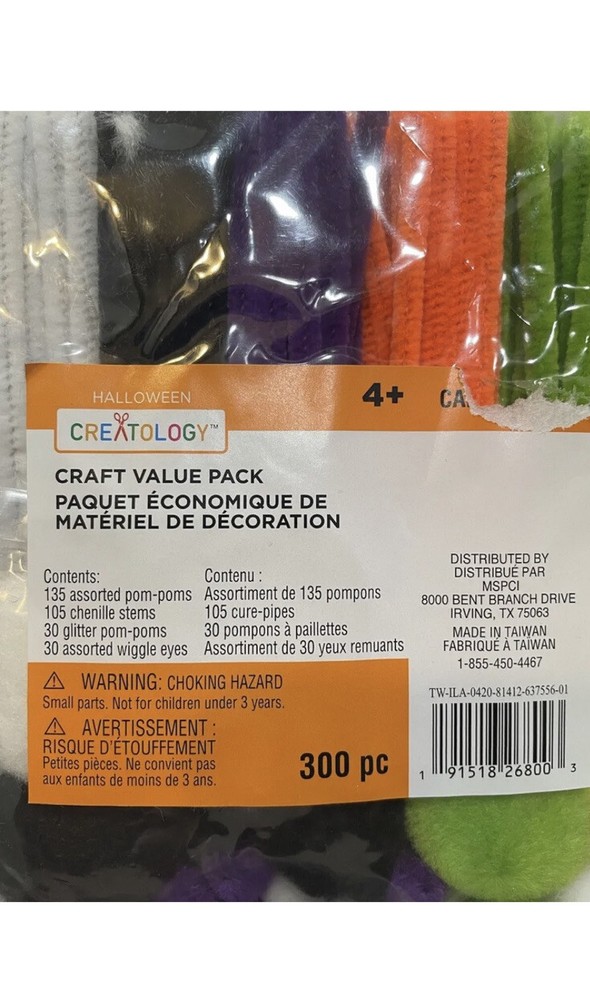 HALLOWEEN
CREATOLOGY™
4+
CRAFT VALUE PACK
PAQUET ÉCONOMIQUE DE
MATÉRIEL DE DÉCORATION
Contents:
135 assorted pom-poms
105 chenille stems
30 glitter pom-poms
30 assorted wiggle eyes
Contenu :
Assortiment de 135 pompons
105 cure-pipes
30 pompons à paillettes
Assortiment de 30 yeux remuants
DISTRIBUTED BY
DISTRIBUÉ PAR
MSPCI
8000 BENT BRANCH DRIVE
IRVING, TX 75063
MADE IN TAIWAN
FABRIQUÉ À TAIWAN
1-855-450-4467
TW-ILA-0420-81412-637556-01
1 91518 26800 3
⚠ WARNING: CHOKING HAZARD
Small parts. Not for children under 3 years.
⚠ AVERTISSEMENT :
RISQUE D'ÉTOUFFEMENT
Petites pièces. Ne convient pas
aux enfants de moins de 3 ans.
300 pc